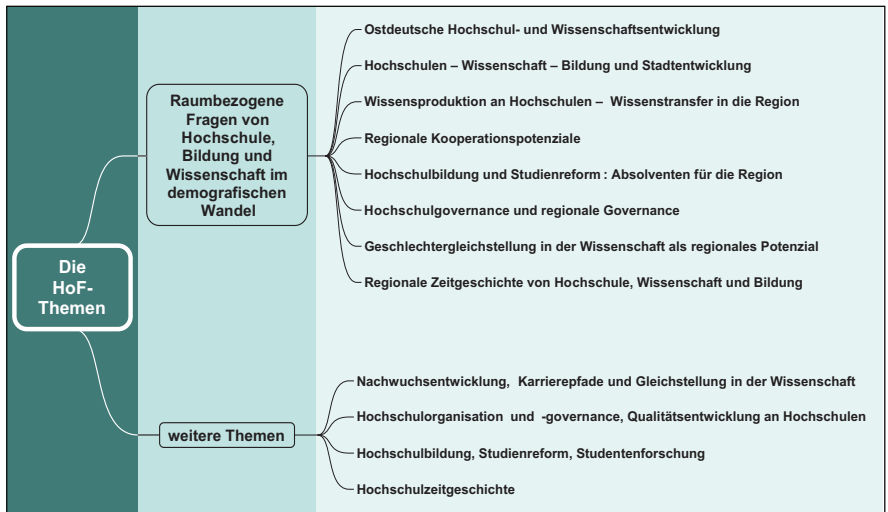 Die
HoF-
Themen
Raumbezogene
Fragen von
Hochschule,
Bildung und
Wissenschaft im
demografischen
Wandel
Ostdeutsche Hochschul- und Wissenschaftsentwicklung
Hochschulen – Wissenschaft – Bildung und Stadtentwicklung
Wissensproduktion an Hochschulen – Wissenstransfer in die Region
Regionale Kooperationspotenziale
Hochschulbildung und Studienreform : Absolventen für die Region
Hochschulgovernance und regionale Governance
Geschlechtergleichstellung in der Wissenschaft als regionales Potenzial
Regionale Zeitgeschichte von Hochschule, Wissenschaft und Bildung
weitere Themen
Nachwuchsentwicklung, Karrierepfade und Gleichstellung in der Wissenschaft
Hochschulorganisation und -governance, Qualitätsentwicklung an Hochschulen
Hochschulbildung, Studienreform, Studentenforschung
Hochschulzeitgeschichte